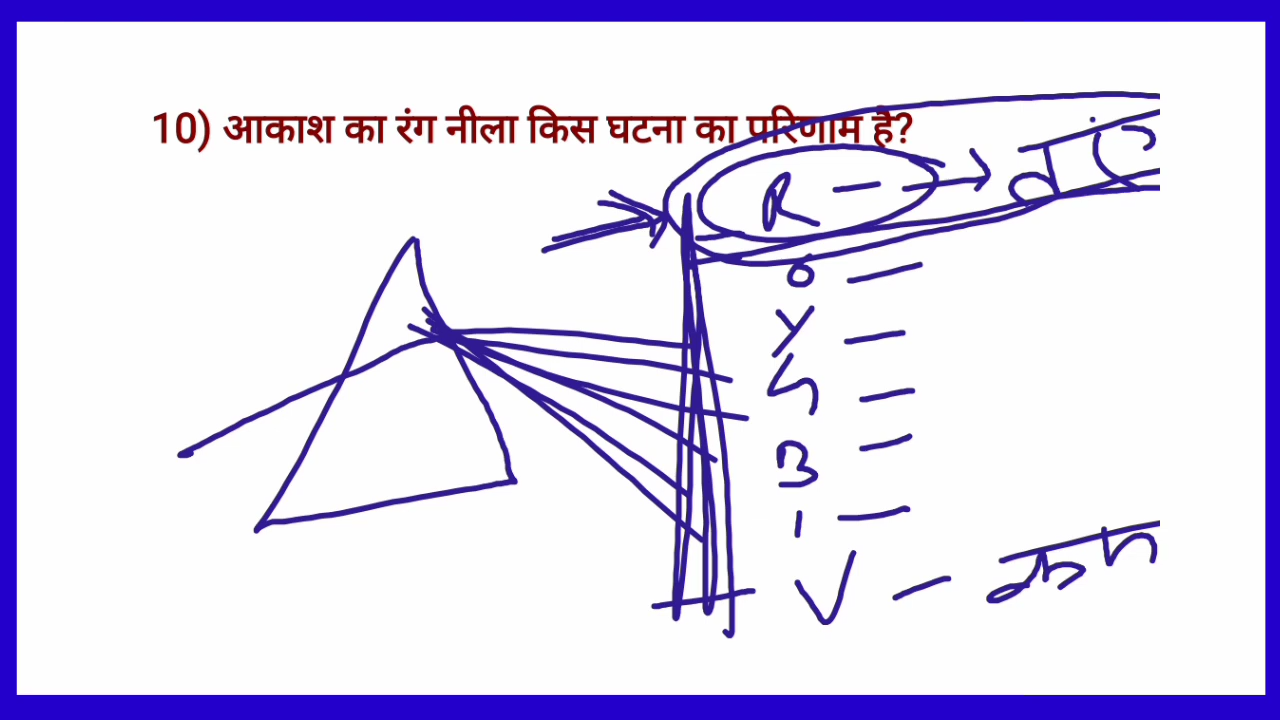 10) आकाश का रंग नीला किस घटना का परिणाम है?
R
O
Y
G
B
I
V